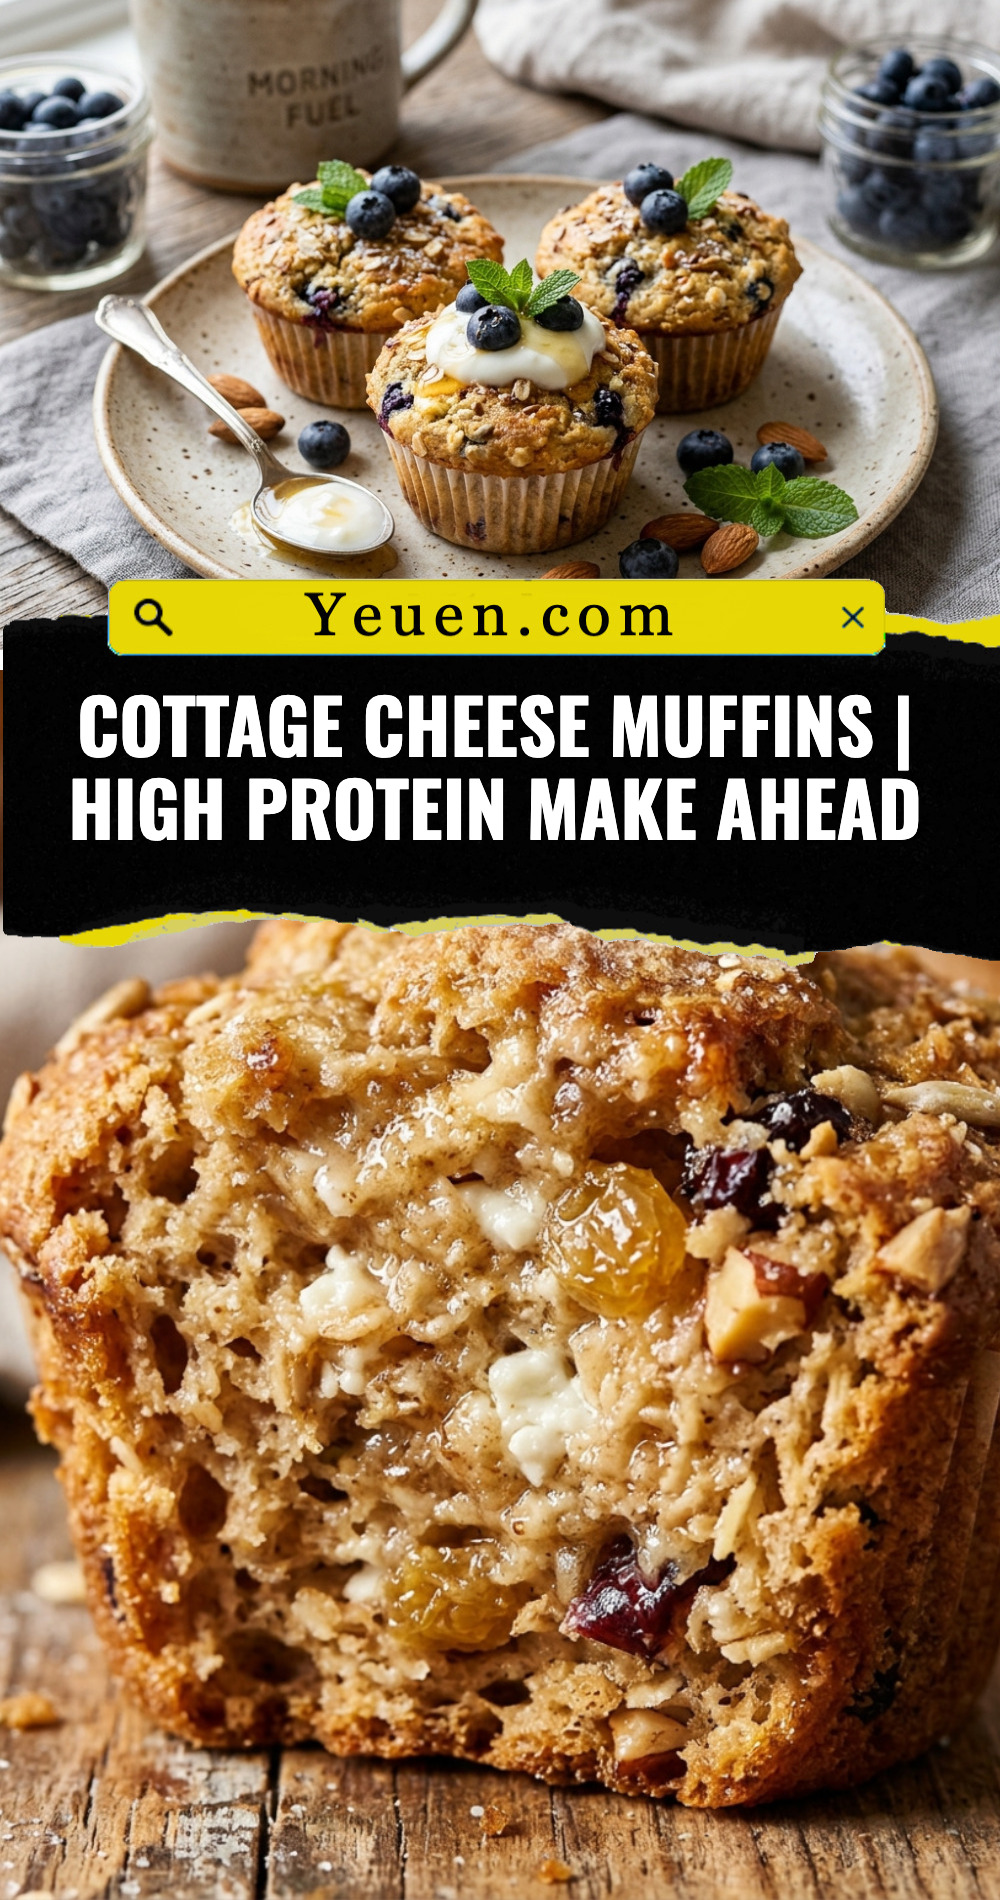 MORNING
FUEL
Yeuen.com
COTTAGE CHEESE MUFFINS |
HIGH PROTEIN MAKE AHEAD